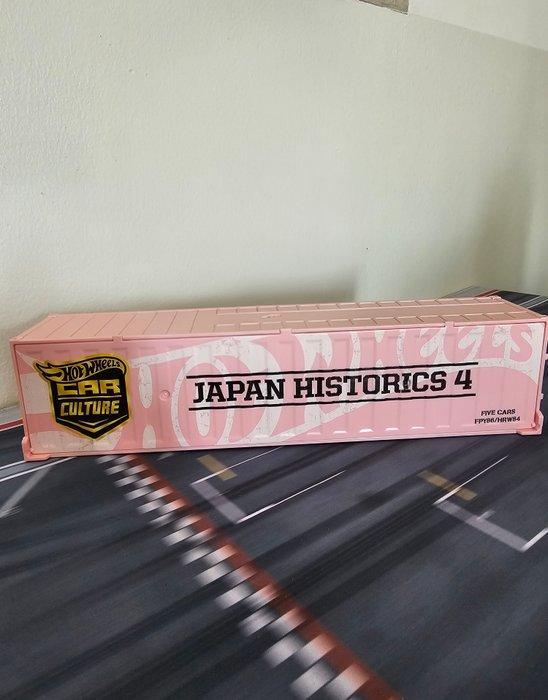 HOT WHEELS
CAR
CULTURE
HOT WHEELS
JAPAN HISTORICS 4
FIVE CARS
FPY86/HRW84